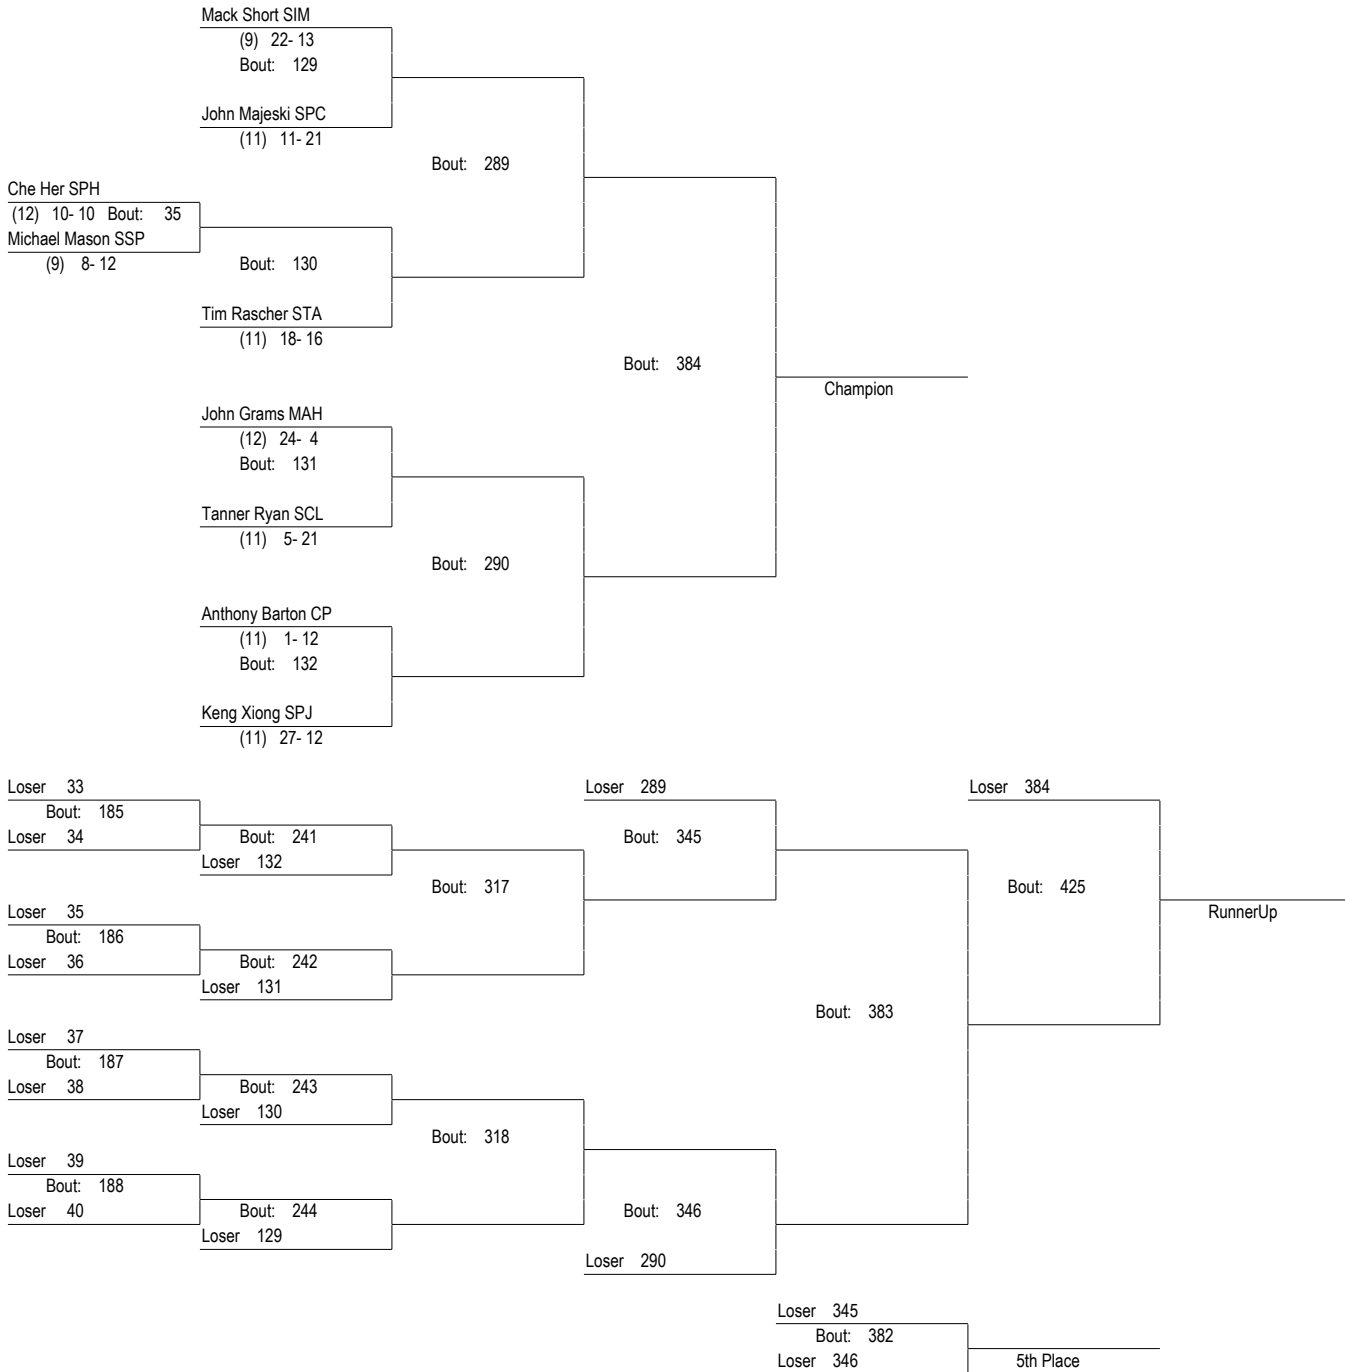 Mack Short SIM
(9) 22- 13
Bout: 129
John Majeski SPC
(11) 11- 21
Bout: 289
Che Her SPH
(12) 10- 10 Bout: 35
Michael Mason SSP
(9) 8- 12
Bout: 130
Tim Rascher STA
(11) 18- 16
Bout: 384
Champion
John Grams MAH
(12) 24- 4
Bout: 131
Tanner Ryan SCL
(11) 5- 21
Bout: 290
Anthony Barton CP
(11) 1- 12
Bout: 132
Keng Xiong SPJ
(11) 27- 12
Loser 33
Bout: 185
Loser 34
Bout: 241
Loser 132
Bout: 317
Loser 289
Bout: 345
Loser 384
Bout: 425
RunnerUp
Loser 35
Bout: 186
Loser 36
Bout: 242
Loser 131
Bout: 383
Loser 37
Bout: 187
Loser 38
Bout: 243
Loser 130
Bout: 318
Loser 39
Bout: 188
Loser 40
Bout: 244
Loser 129
Bout: 346
Loser 290
Loser 345
Bout: 382
Loser 346
5th Place